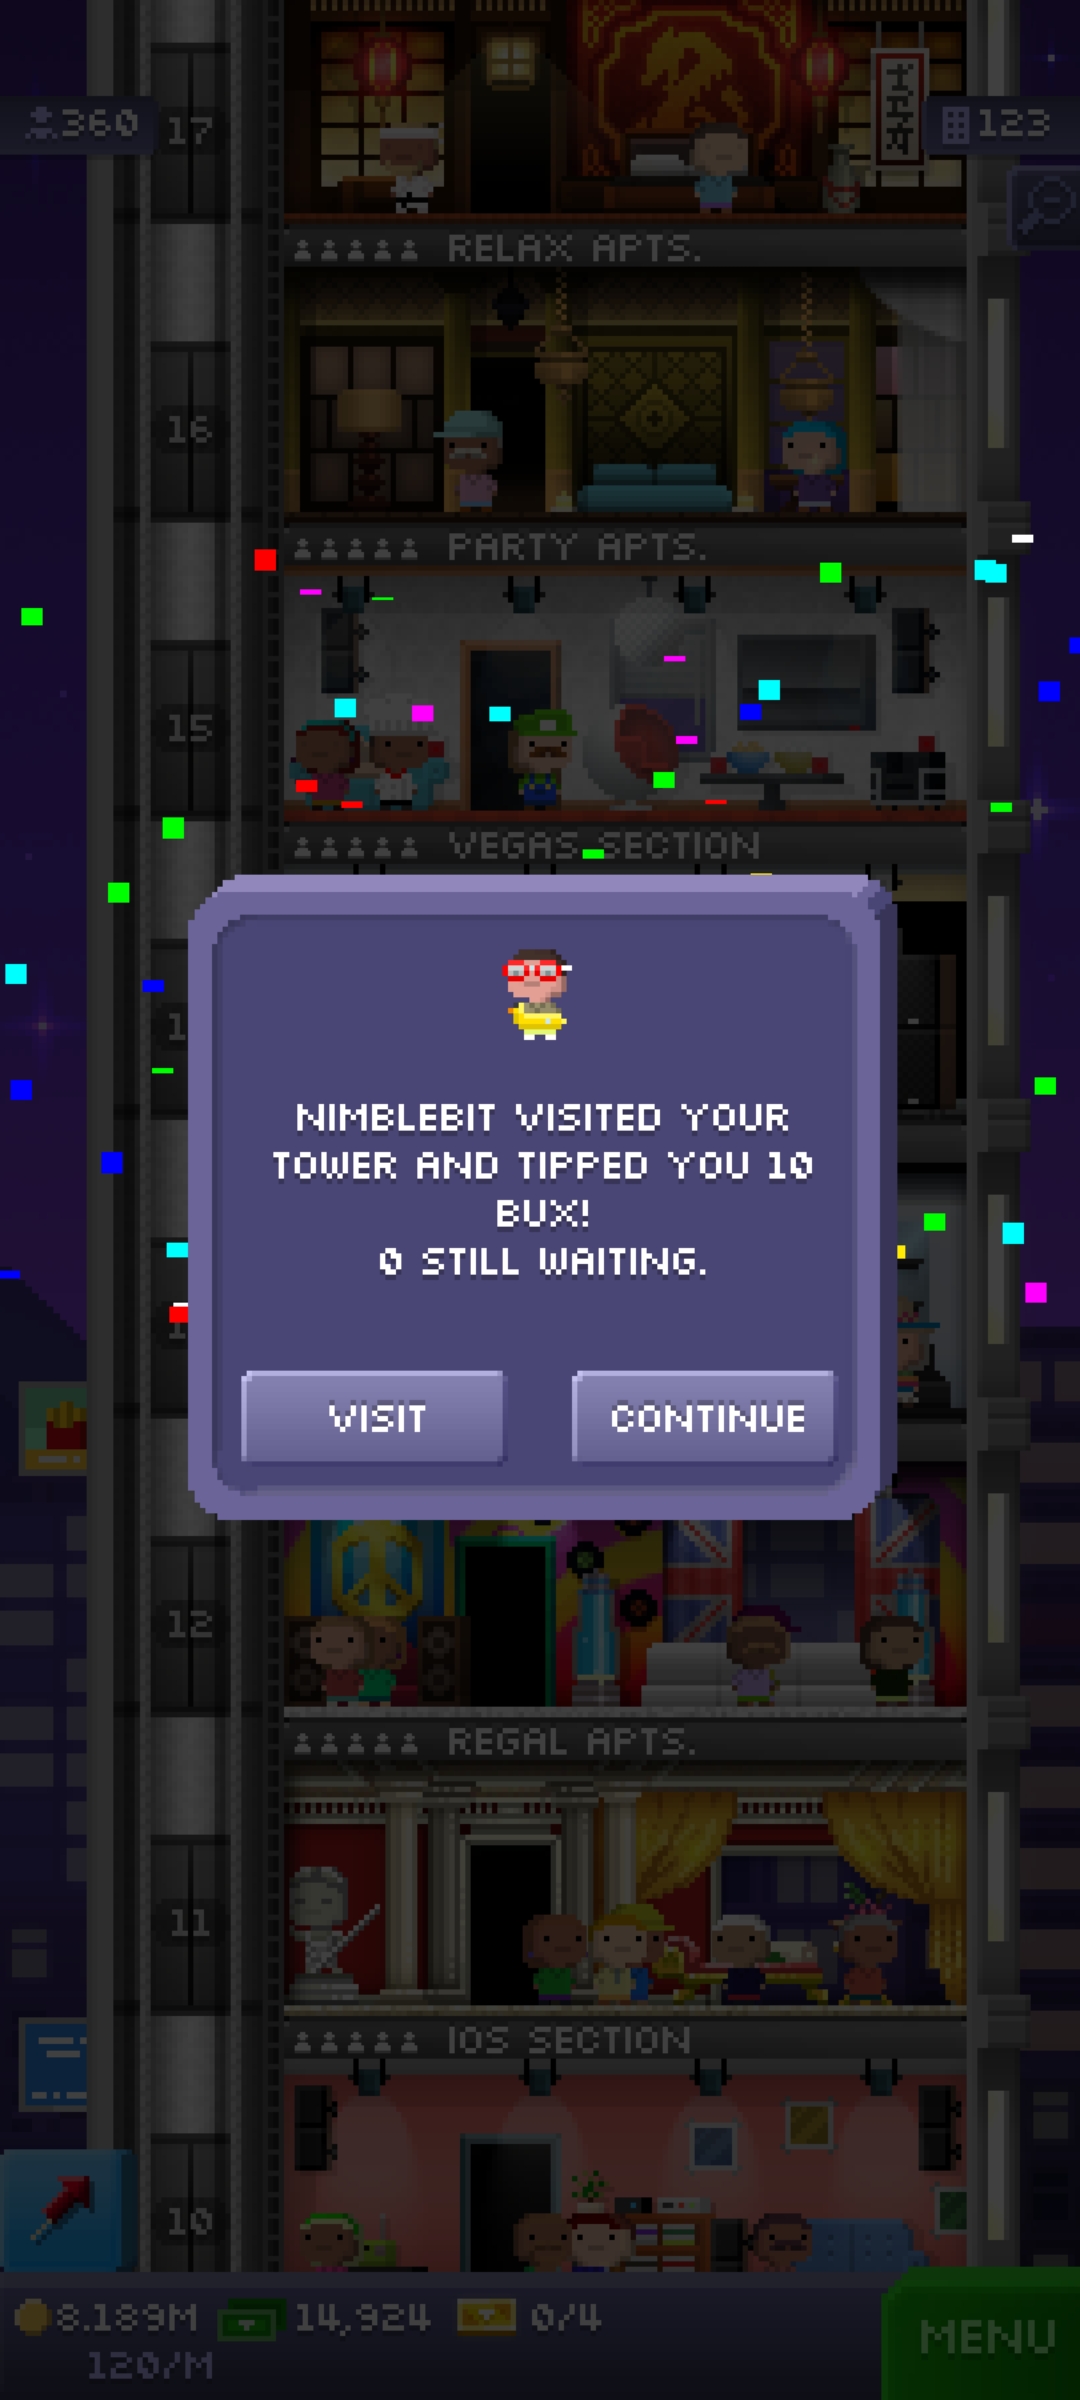 360
17
123
RELAX APTS.
16
PARTY APTS.
15
VEGAS SECTION
NIMBLEBIT VISITED YOUR
TOWER AND TIPPED YOU 10
BUX!
0 STILL WAITING.
VISIT
CONTINUE
12
REGAL APTS.
11
IOS SECTION
10
8.189M
14,924
0/4
MENU
120/M